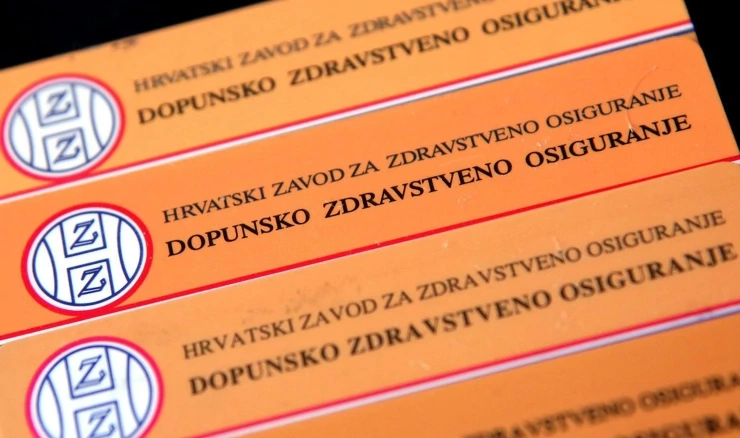 HRVATSKI ZAVOD ZA ZDRAVSTVENO
DOPUNSKO ZDRAVSTVENO OSIGURANJE
Z
Z
HRVATSKI ZAVOD ZA ZDRAVSTVENO OSIGURANJE
DOPUNSKO ZDRAVSTVENO OSIGURANJE
Z
Z
HRVATSKI ZAVOD ZA ZDRAVSTVENO OSIGURANJE
DOPUNSKO ZDRAVSTVENO OSIGURANJE
Z
Z
ZDRAVSTVENO